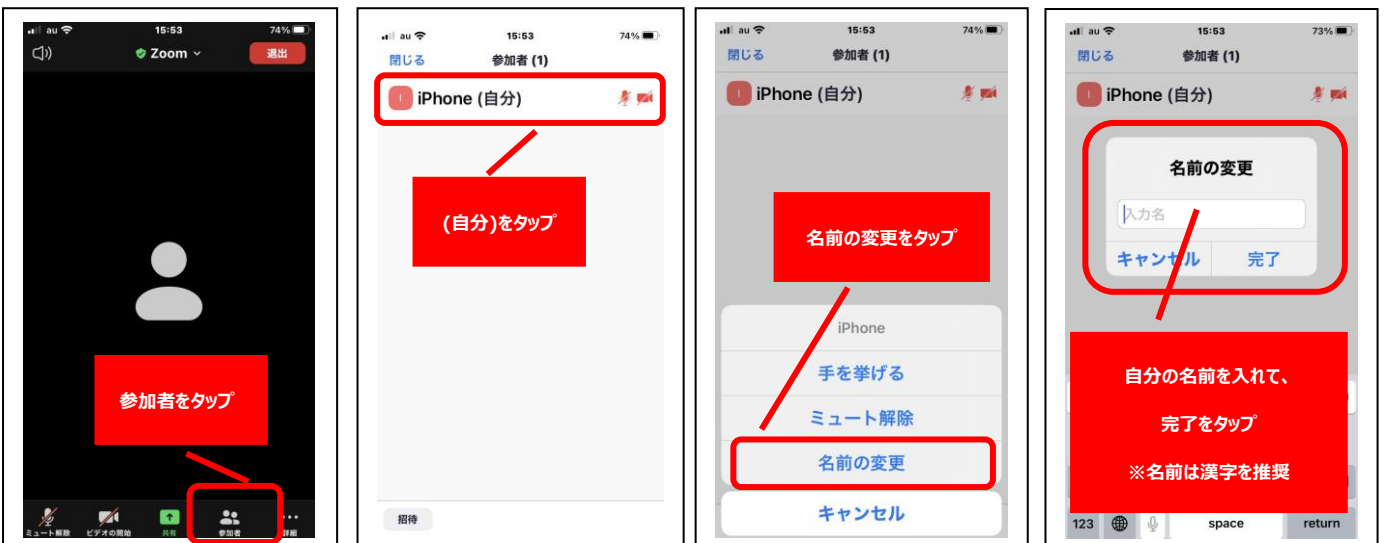 au 15:53 74%
Zoom
退出
参加者をタップ
ミュート解除 ビデオの開始 共有 参加者 詳細
au 15:53 74%
閉じる 参加者 (1)
I iPhone (自分)
(自分)をタップ
招待
au 15:53 74%
閉じる 参加者 (1)
I iPhone (自分)
名前の変更をタップ
iPhone
手を挙げる
ミュート解除
名前の変更
キャンセル
au 15:53 73%
閉じる 参加者 (1)
I iPhone (自分)
名前の変更
入力名
キャンセル 完了
自分の名前を入れて、
完了をタップ
※名前は漢字を推奨
123 space return